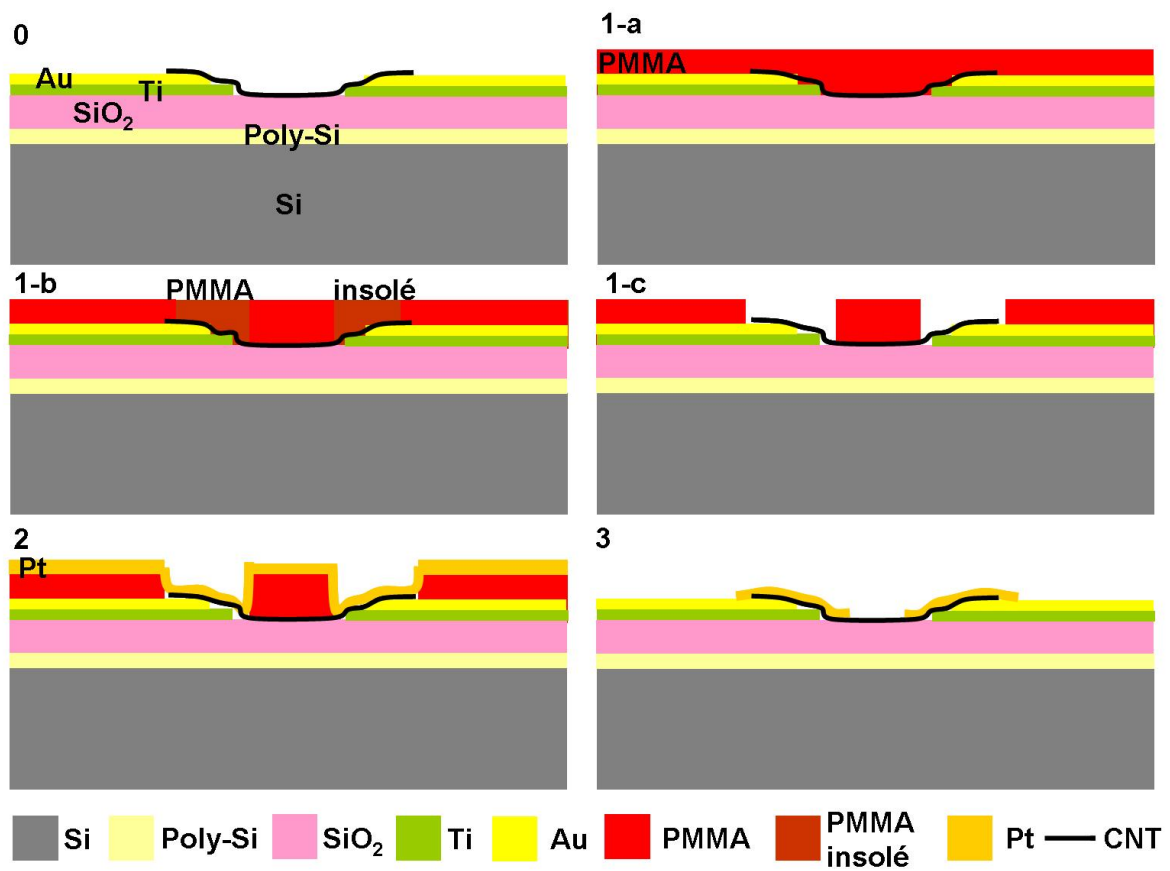 0
Au
Ti
SiO2
Poly-Si
Si
1-a
PMMA
1-b
PMMA insolé
1-c
2
Pt
3
Si
Poly-Si
SiO2
Ti
Au
PMMA
PMMA
insolé
Pt
CNT